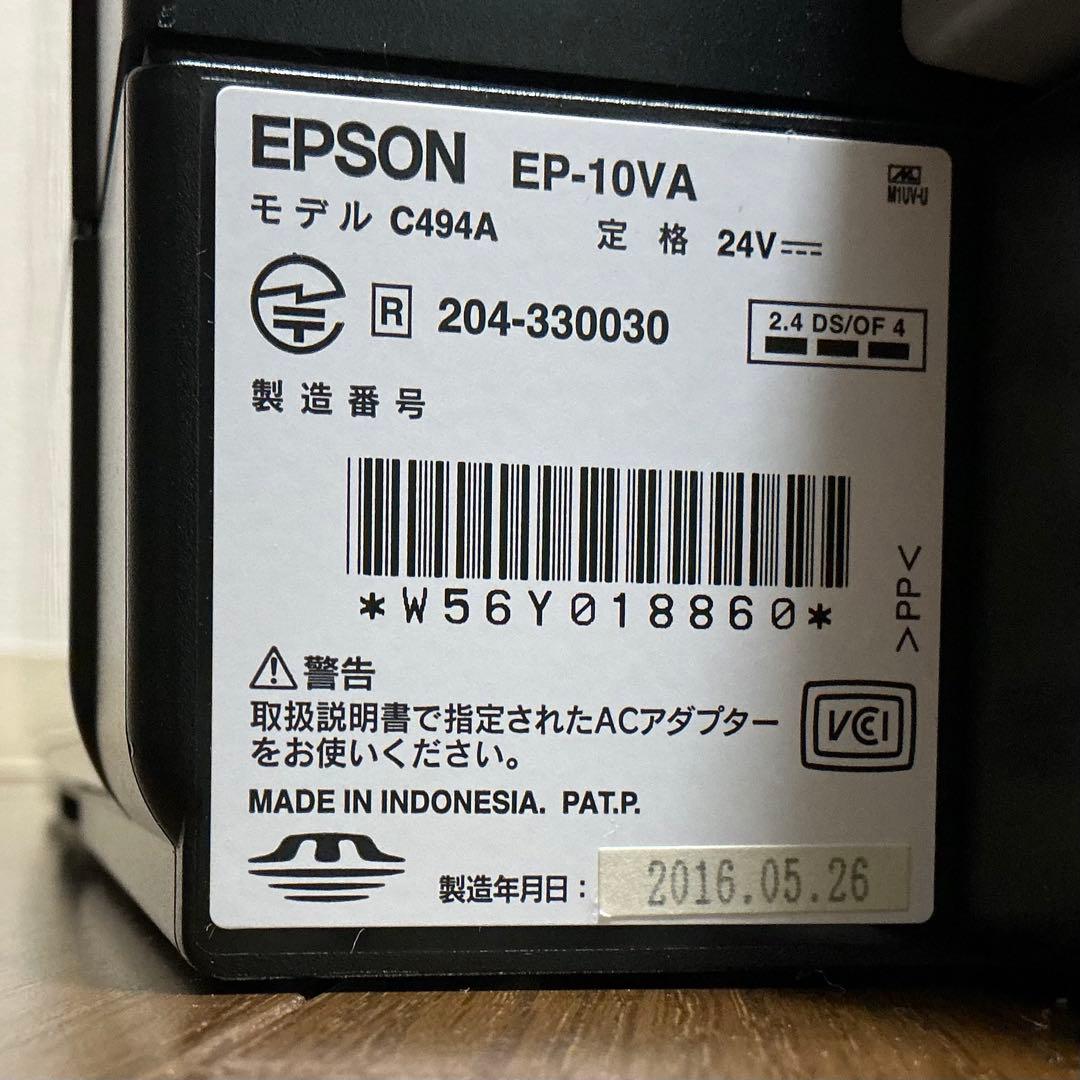 EPSON EP-10VA
M1UV-U
モデル C494A 定格 24V
R 204-330030
2.4 DS/OF 4
製造番号
*W56Y018860*
>PP<
警告
取扱説明書で指定されたACアダプター
をお使いください。
VCI
MADE IN INDONESIA. PAT.P.
製造年月日: 2016.05.26